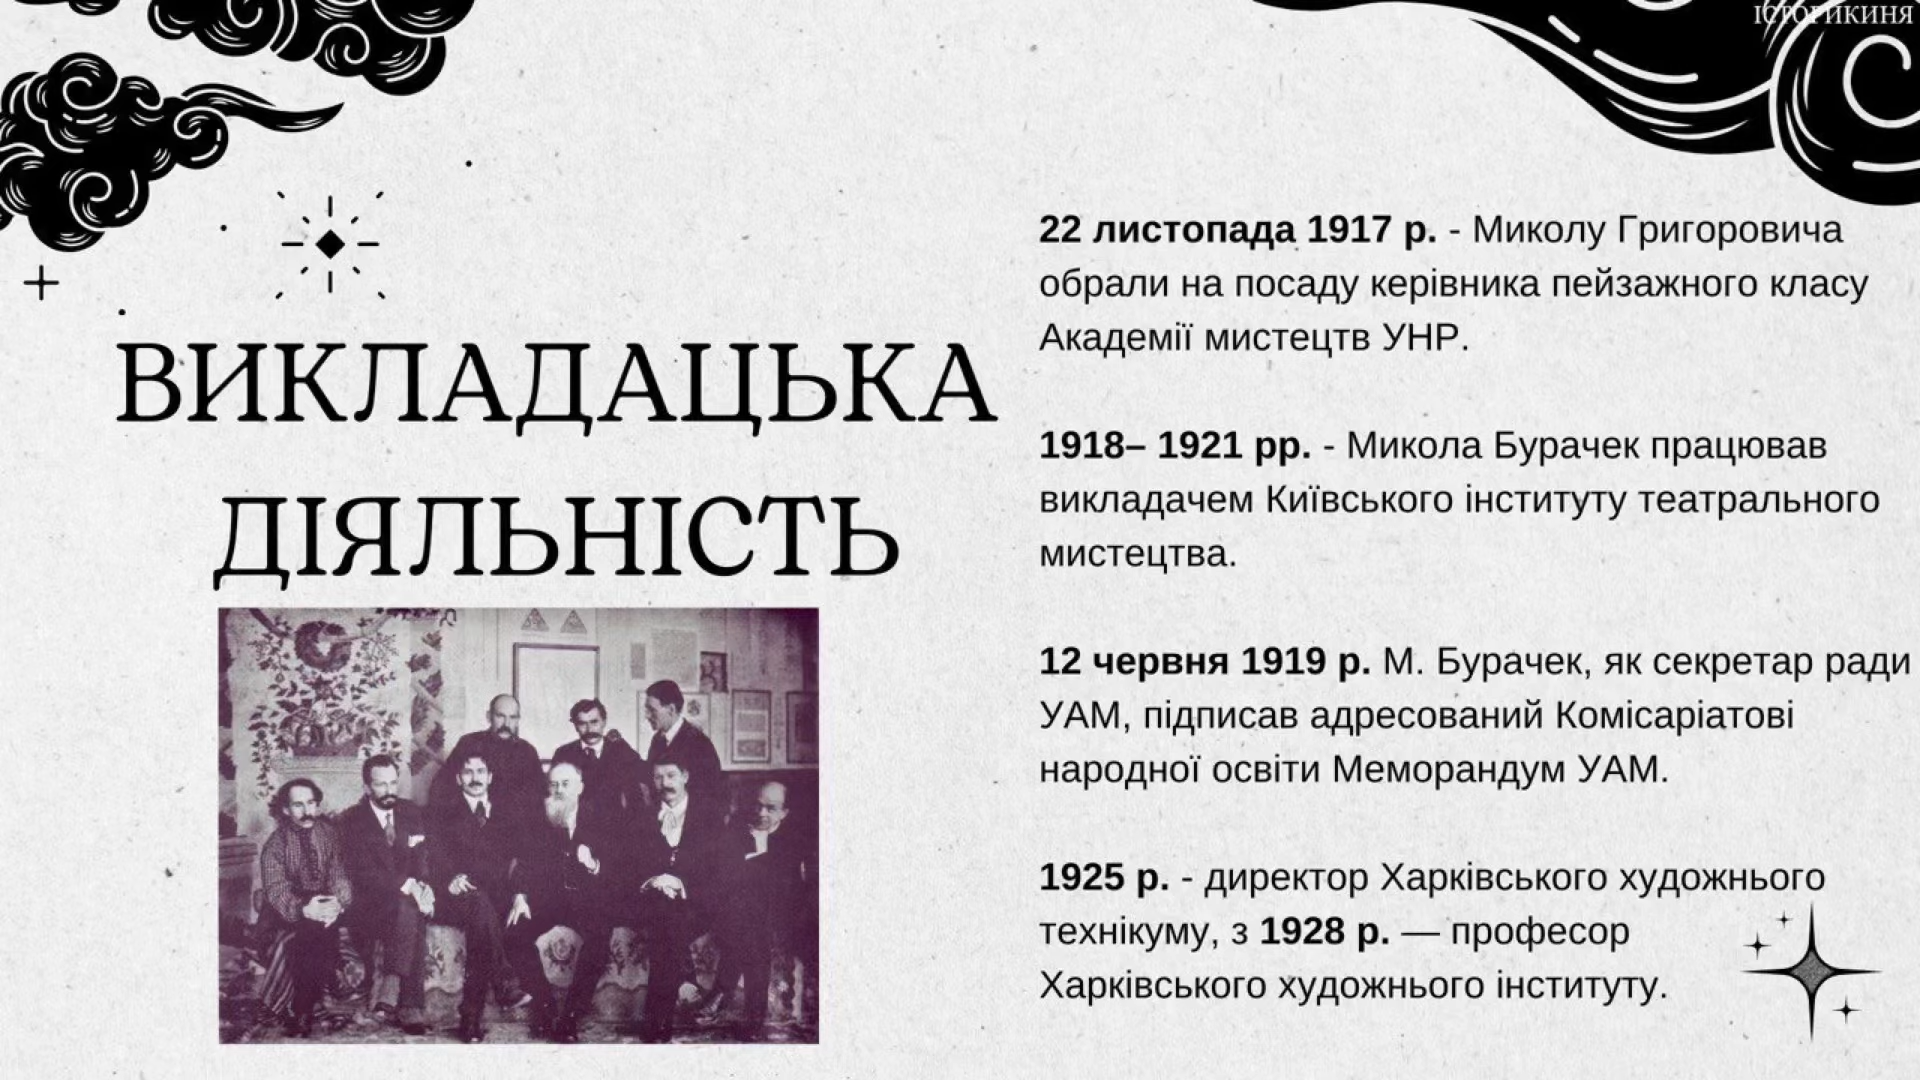 історикиня
ВИКЛАДАЦЬКА
ДІЯЛЬНІСТЬ
22 листопада 1917 р. - Миколу Григоровича
обрали на посаду керівника пейзажного класу
Академії мистецтв УНР.
1918– 1921 рр. - Микола Бурачек працював
викладачем Київського інституту театрального
мистецтва.
12 червня 1919 р. М. Бурачек, як секретар ради
УАМ, підписав адресований Комісаріатові
народної освіти Меморандум УАМ.
1925 р. - директор Харківського художнього
технікуму, з 1928 р. — професор
Харківського художнього інституту.